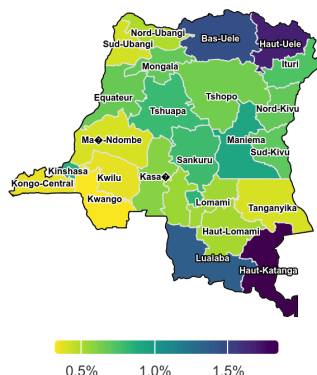 Nord-Ubangi
Bas-Uele
Haut-Uele
Sud-Ubangi
Ituri
Mongala
Equateur
Tshopo
Tshuapa
Nord-Kivu
Ma�-Ndombe
Maniema
Sud-Kivu
Sankuru
Kinshasa
Kongo-Central
Kwilu
Kasa�
Kwango
Lomami
Tanganyika
Haut-Lomami
Lualaba
Haut-Katanga
0.5% 1.0% 1.5%